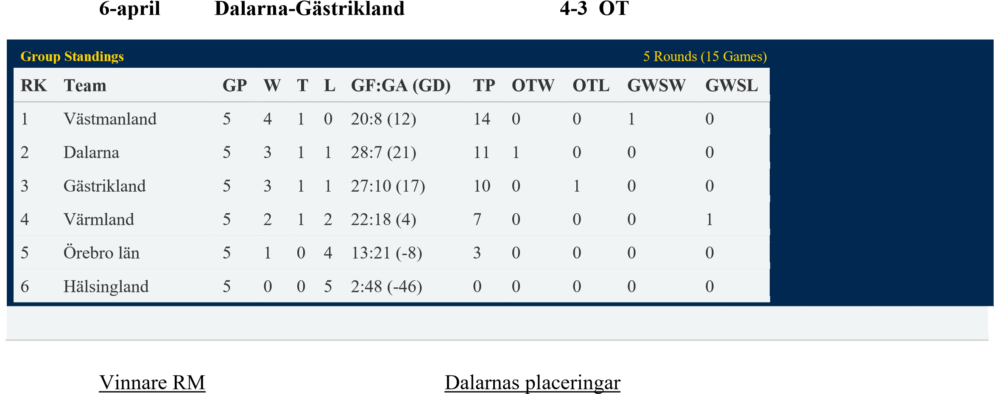 6-april Dalarna-Gästrikland 4-3 OT
Group Standings 5 Rounds (15 Games)
RK Team GP W T L GF:GA (GD) TP OTW OTL GWSW GWSL
1 Västmanland 5 4 1 0 20:8 (12) 14 0 0 1 0
2 Dalarna 5 3 1 1 28:7 (21) 11 1 0 0 0
3 Gästrikland 5 3 1 1 27:10 (17) 10 0 1 0 0
4 Värmland 5 2 1 2 22:18 (4) 7 0 0 0 1
5 Örebro län 5 1 0 4 13:21 (-8) 3 0 0 0 0
6 Hälsingland 5 0 0 5 2:48 (-46) 0 0 0 0 0
Vinnare RM Dalarnas placeringar